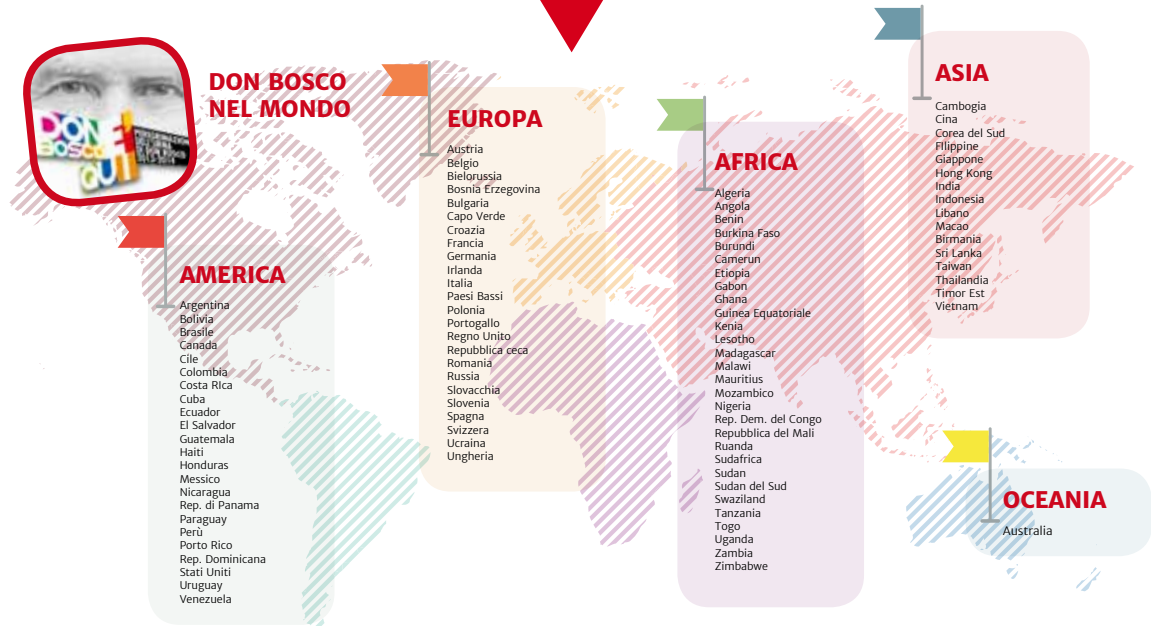 DON BOSCO
NEL MONDO
DON
BOSCO
QUI
AMERICA
Argentina
Bolivia
Brasile
Canada
Cile
Colombia
Costa RIca
Cuba
Ecuador
El Salvador
Guatemala
Haiti
Honduras
Messico
Nicaragua
Rep. di Panama
Paraguay
Perù
Porto Rico
Rep. Dominicana
Stati Uniti
Uruguay
Venezuela
EUROPA
Austria
Belgio
Bielorussia
Bosnia Erzegovina
Bulgaria
Capo Verde
Croazia
Francia
Germania
Irlanda
Italia
Paesi Bassi
Polonia
Portogallo
Regno Unito
Repubblica ceca
Romania
Russia
Slovacchia
Slovenia
Spagna
Svizzera
Ucraina
Ungheria
AFRICA
Algeria
Angola
Benin
Burkina Faso
Burundi
Camerun
Etiopia
Gabon
Ghana
Guinea Equatoriale
Kenia
Lesotho
Madagascar
Malawi
Mauritius
Mozambico
Nigeria
Rep. Dem. del Congo
Repubblica del Mali
Ruanda
Sudafrica
Sudan
Sudan del Sud
Swaziland
Tanzania
Togo
Uganda
Zambia
Zimbabwe
ASIA
Cambogia
Cina
Corea del Sud
FIlippine
Giappone
Hong Kong
India
Indonesia
Libano
Macao
Birmania
Sri Lanka
Taiwan
Thailandia
Timor Est
Vietnam
OCEANIA
Australia